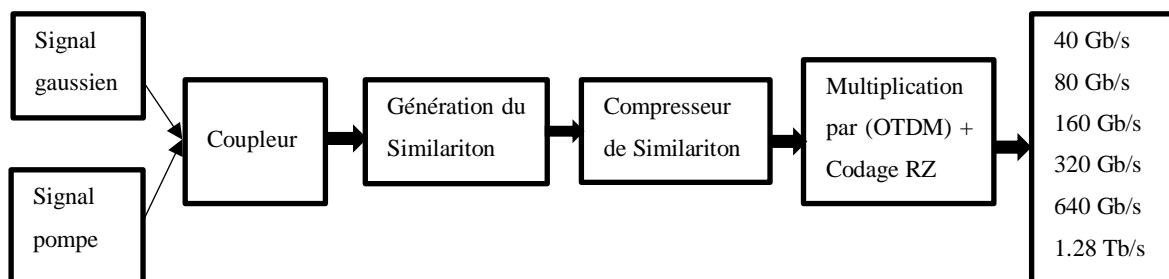 Signal
gaussien
Signal
pompe
Coupleur
Génération du
Similariton
Compresseur
de Similariton
Multiplication
par (OTDM) +
Codage RZ
40 Gb/s
80 Gb/s
160 Gb/s
320 Gb/s
640 Gb/s
1.28 Tb/s